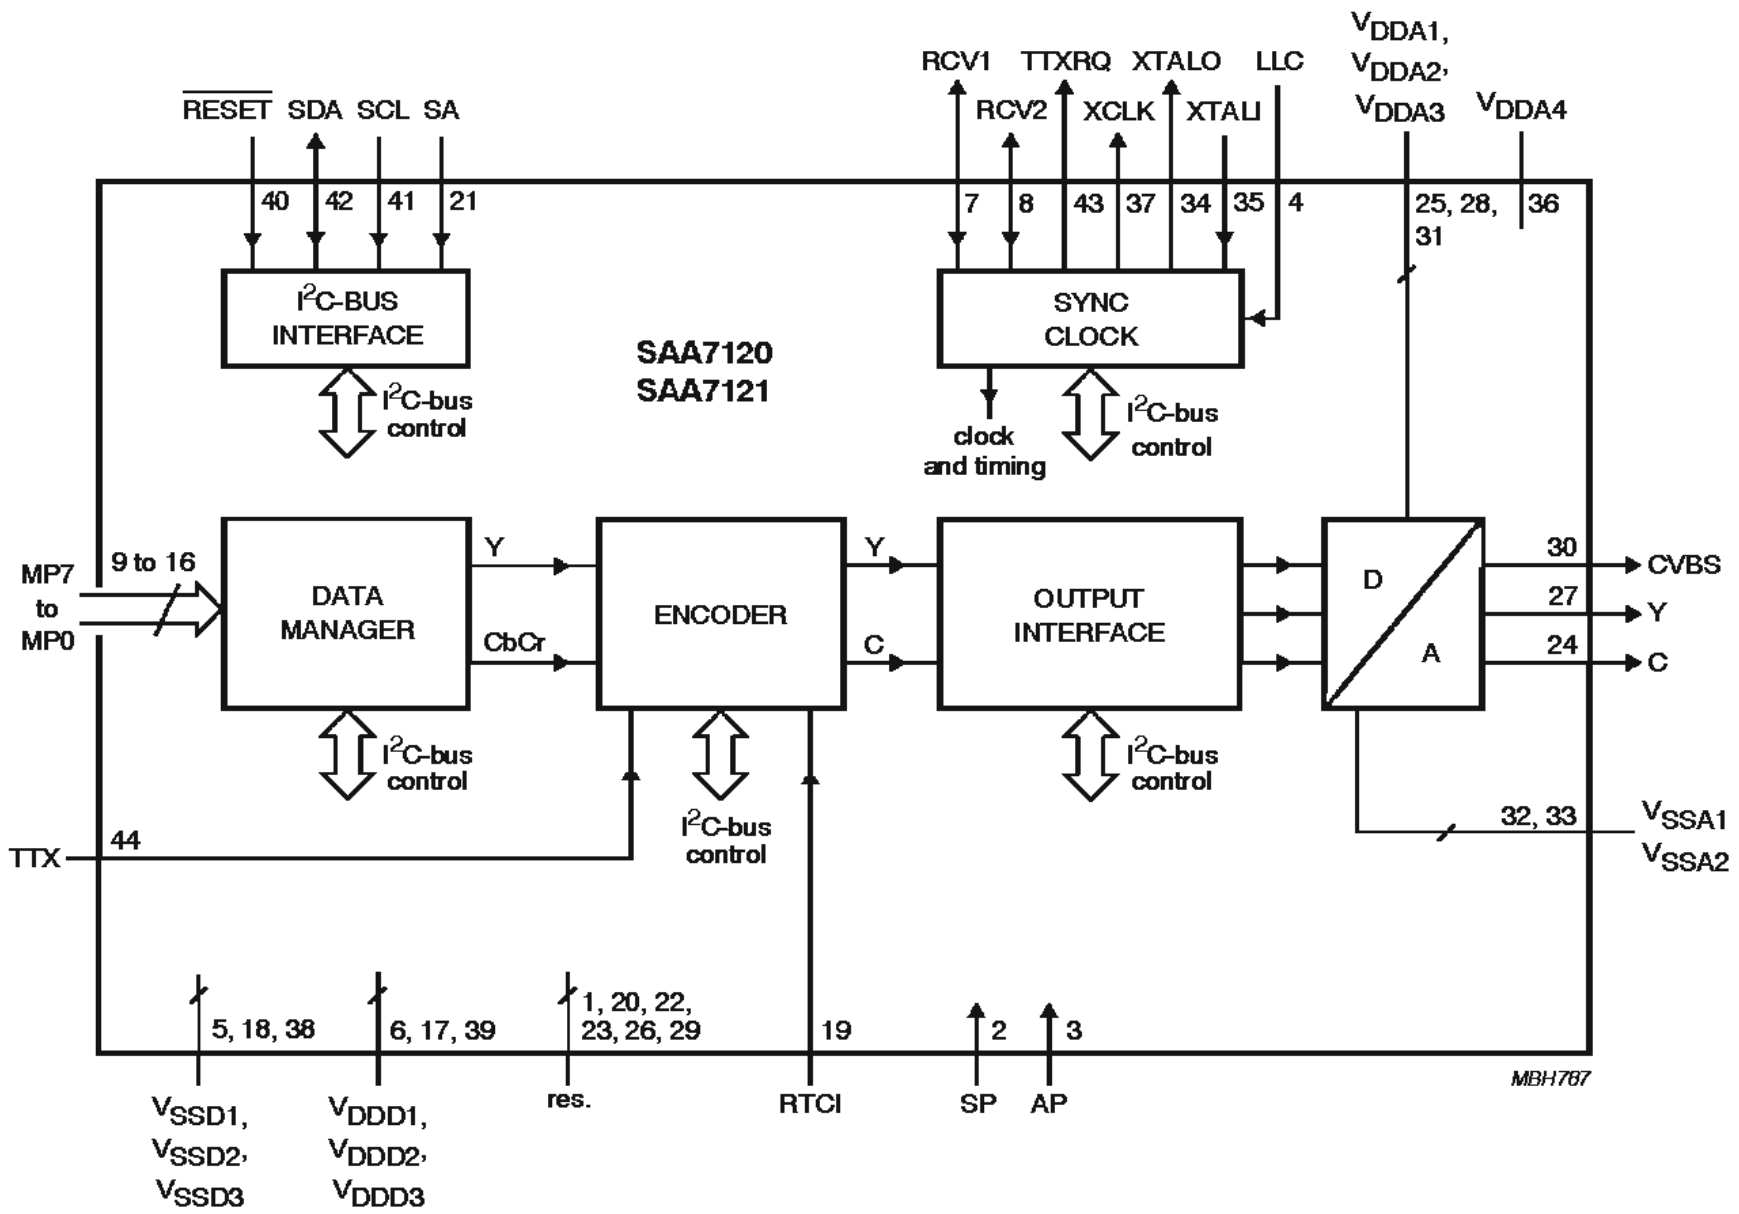 RCV1 TTXRQ XTALO LLC
RCV2 XCLK XTALI
VDDA1,
VDDA2,
VDDA3
VDDA4
RESET SDA SCL SA
40 42 41 21
7 8 43 37 34 35 4
25, 28,
31
36
I2C-BUS
INTERFACE
SYNC
CLOCK
SAA7120
SAA7121
I2C-bus
control
clock
and timing
I2C-bus
control
MP7
to
MP0
9 to 16
DATA
MANAGER
Y
CbCr
ENCODER
Y
C
OUTPUT
INTERFACE
D
A
30
CVBS
27
Y
24
C
I2C-bus
control
I2C-bus
control
I2C-bus
control
TTX
44
32, 33
VSSA1
VSSA2
5, 18, 38
6, 17, 39
1, 20, 22,
23, 26, 29
19
2
3
VSSD1,
VSSD2,
VSSD3
VDDD1,
VDDD2,
VDDD3
res.
RTCI
SP
AP
MBH787